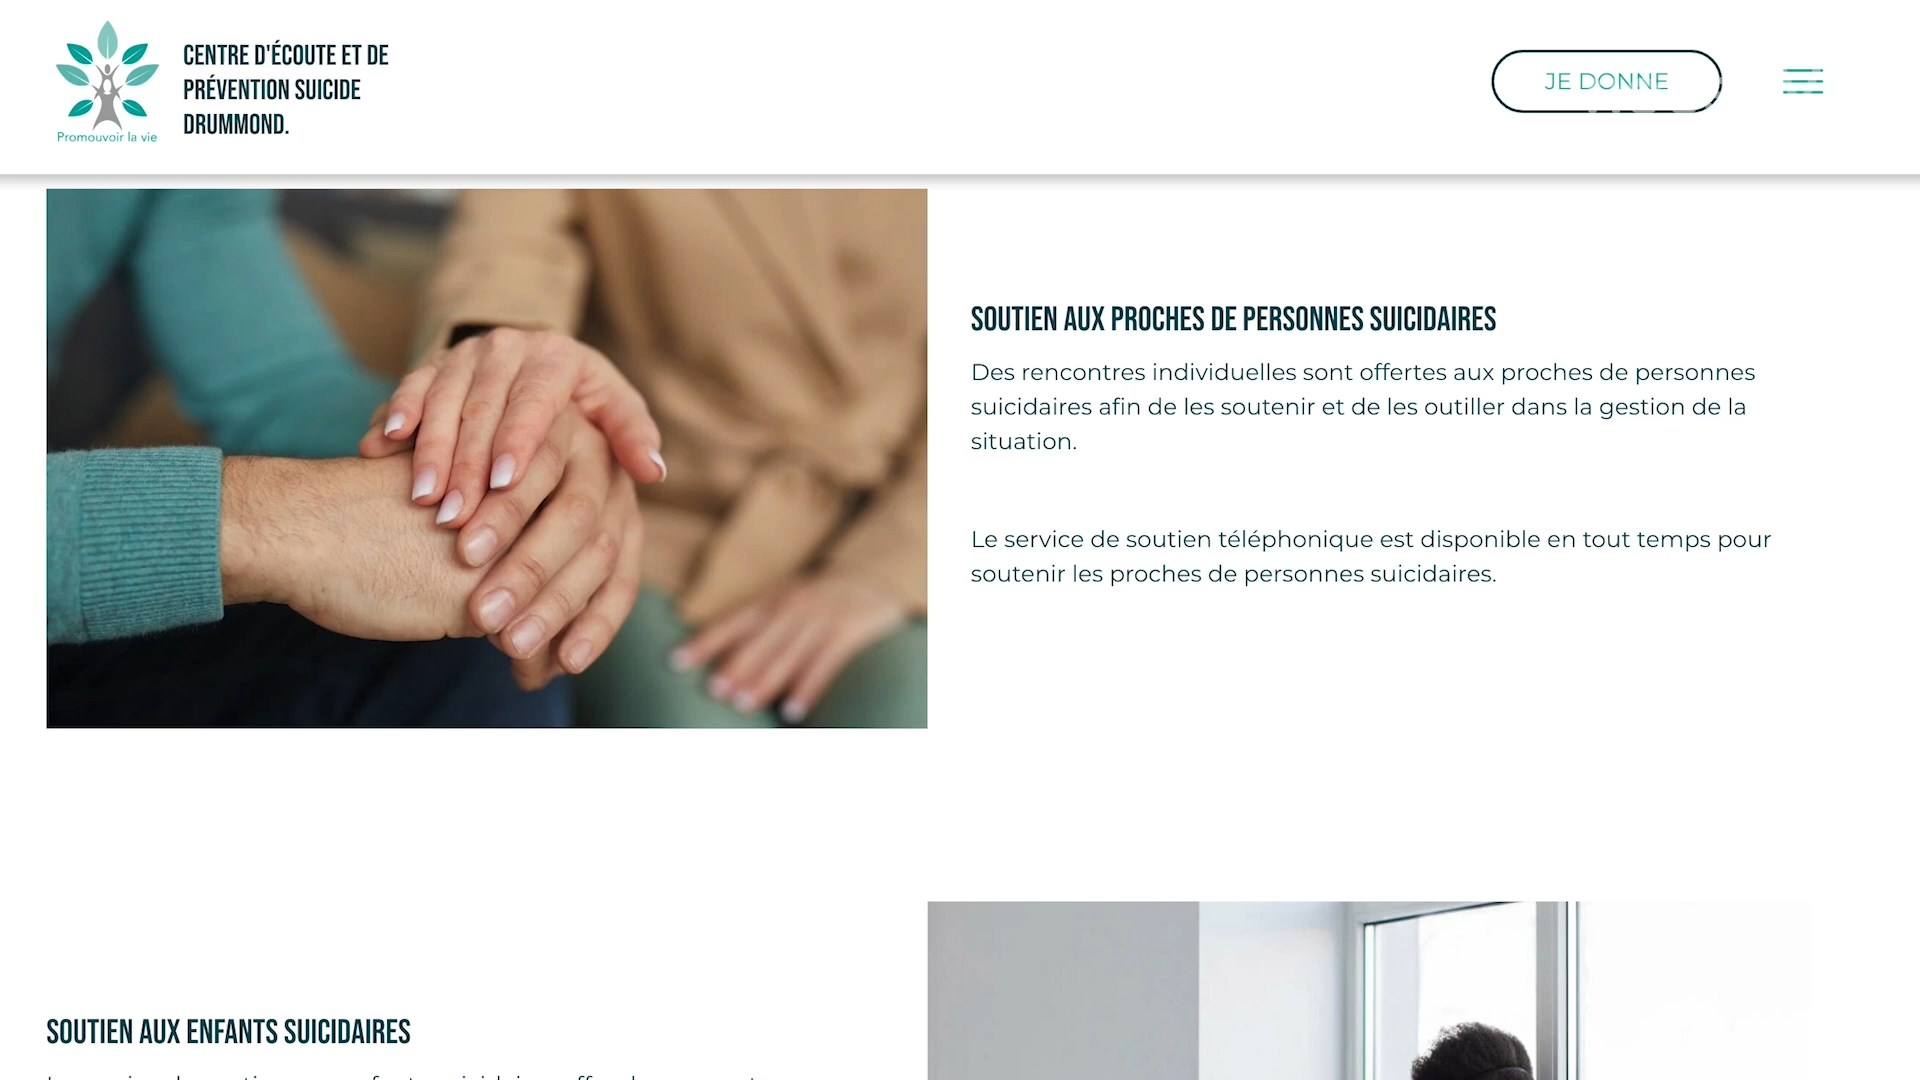 CENTRE D'ÉCOUTE ET DE
PRÉVENTION SUICIDE
DRUMMOND.
Promouvoir la vie
JE DONNE
SOUTIEN AUX PROCHES DE PERSONNES SUICIDAIRES
Des rencontres individuelles sont offertes aux proches de personnes
suicidaires afin de les soutenir et de les outiller dans la gestion de la
situation.
Le service de soutien téléphonique est disponible en tout temps pour
soutenir les proches de personnes suicidaires.
SOUTIEN AUX ENFANTS SUICIDAIRES